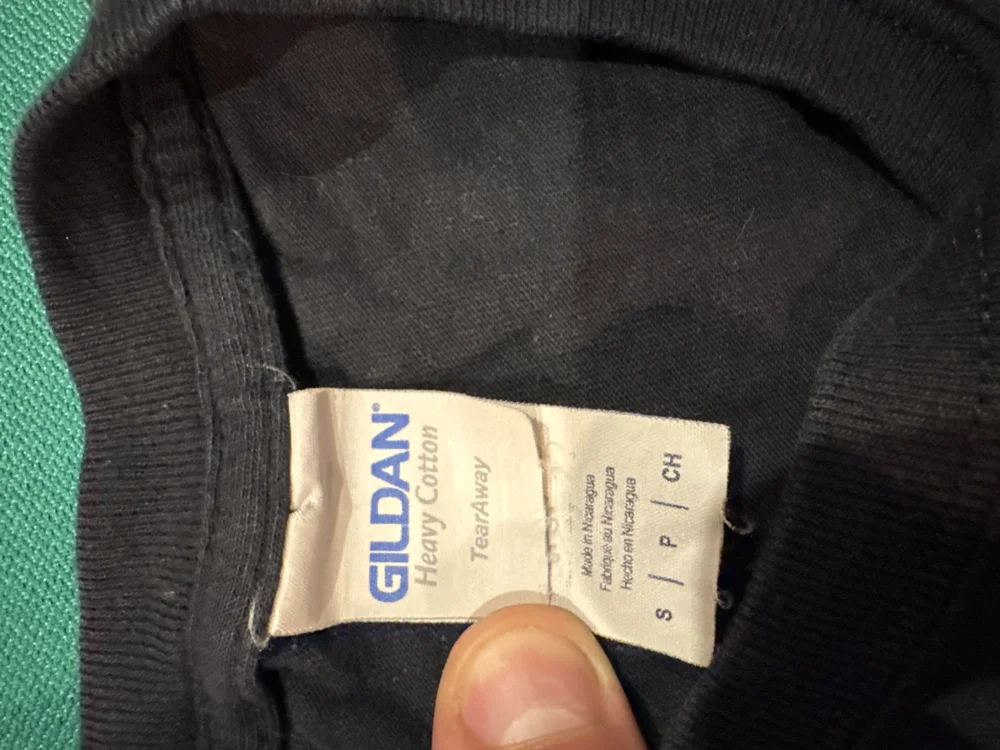 GILDAN®
Heavy Cotton
TearAway
Made in Nicaragua
Fabriqué au Nicaragua
Hecho en Nicaragua
S | P | CH